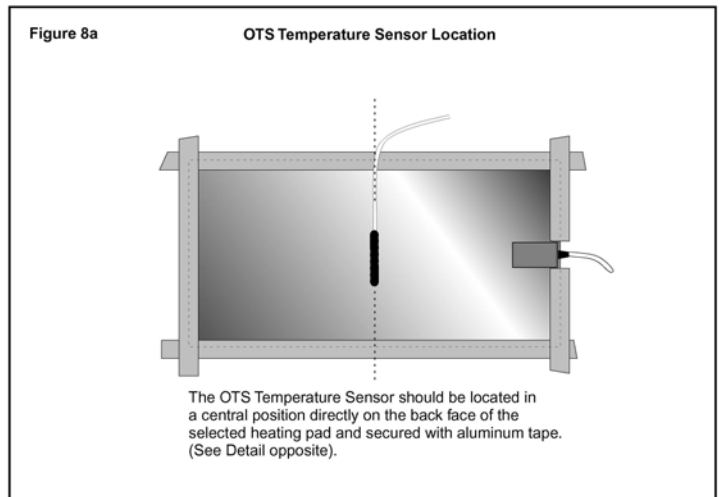 Figure 8a
OTS Temperature Sensor Location
The OTS Temperature Sensor should be located in
a central position directly on the back face of the
selected heating pad and secured with aluminum tape.
(See Detail opposite).